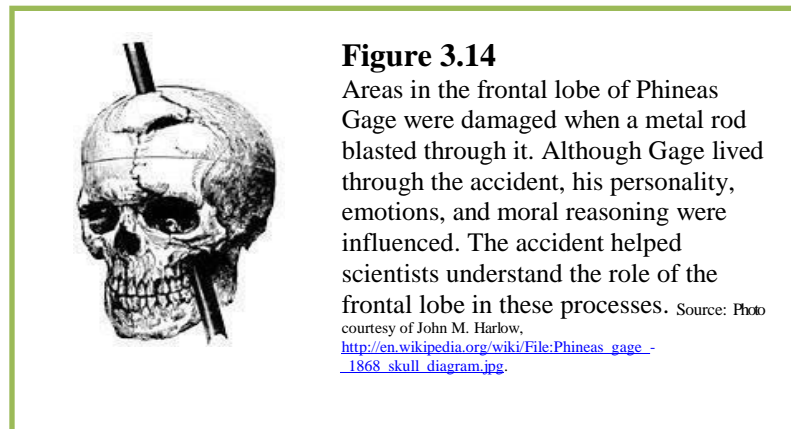 Figure 3.14
Areas in the frontal lobe of Phineas
Gage were damaged when a metal rod
blasted through it. Although Gage lived
through the accident, his personality,
emotions, and moral reasoning were
influenced. The accident helped
scientists understand the role of the
frontal lobe in these processes. Source: Photo
courtesy of John M. Harlow,
http://en.wikipedia.org/wiki/File:Phineas_gage_-
_1868_skull_diagram.jpg.